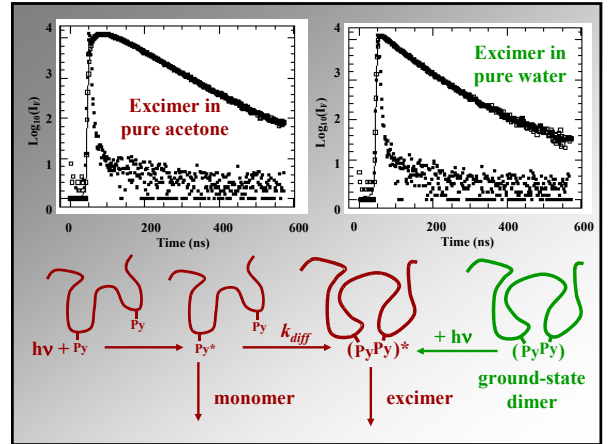 4
3
2
1
0
Log10(IF)
Excimer in
pure acetone
0 200 400 600
Time (ns)
4
3
2
1
0
Log10(IF)
Excimer in
pure water
0 200 400 600
Time (ns)
Py
Py
kdiff
+ hν
hν + Py
Py*
(PyPy)*
(PyPy)
monomer
excimer
ground-state
dimer